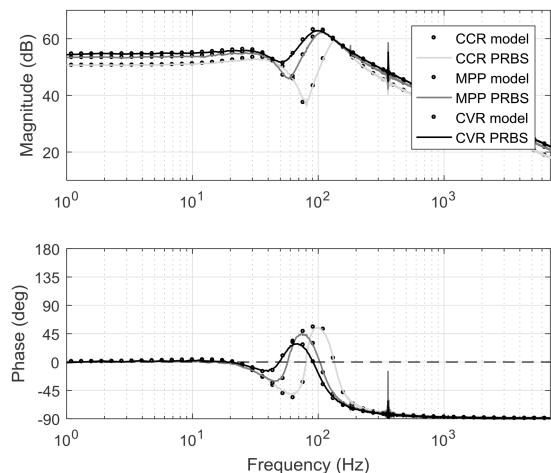 60
40
20
Magnitude (dB)
CCR model
CCR PRBS
MPP model
MPP PRBS
CVR model
CVR PRBS
10^0
10^1
10^2
10^3
180
135
90
45
0
-45
-90
Phase (deg)
10^0
10^1
10^2
10^3
Frequency (Hz)